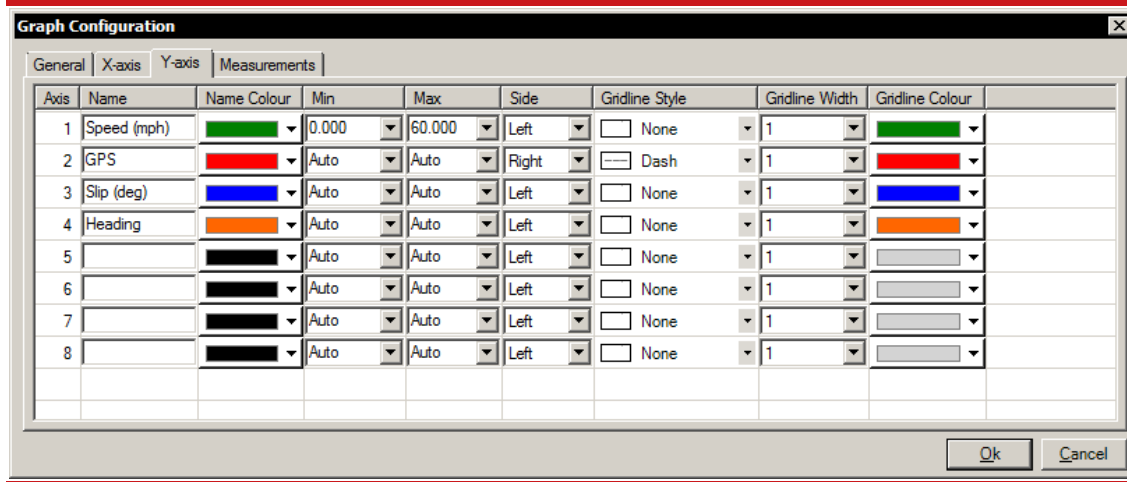 Graph Configuration
General X-axis Y-axis Measurements
Axis Name Name Colour Min Max Side Gridline Style Gridline Width Gridline Colour
1 Speed (mph) 0.000 60.000 Left None 1
2 GPS Auto Auto Right Dash 1
3 Slip (deg) Auto Auto Left None 1
4 Heading Auto Auto Left None 1
5 Auto Auto Left None 1
6 Auto Auto Left None 1
7 Auto Auto Left None 1
8 Auto Auto Left None 1
Ok Cancel